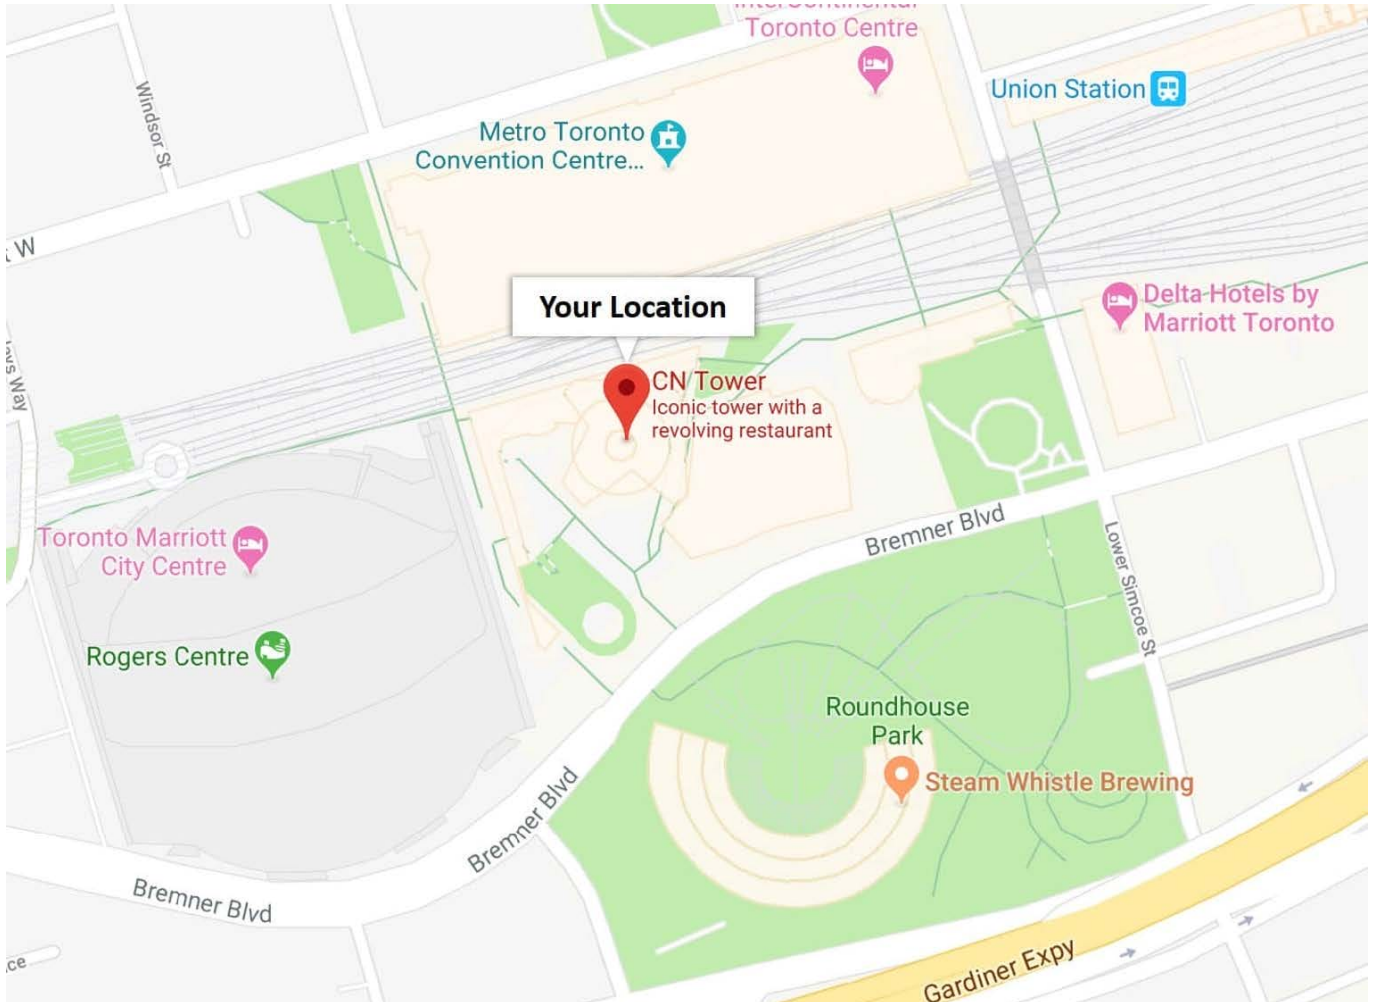 InterContinental
Toronto Centre
Windsor St
Union Station
Metro Toronto
Convention Centre...
W
Your Location
Delta Hotels by
Marriott Toronto
CN Tower
Iconic tower with a
revolving restaurant
Way
Bremner Blvd
Lower Simcoe St
Toronto Marriott
City Centre
Rogers Centre
Roundhouse
Park
Steam Whistle Brewing
Bremner Blvd
Bremner Blvd
Gardiner Expy